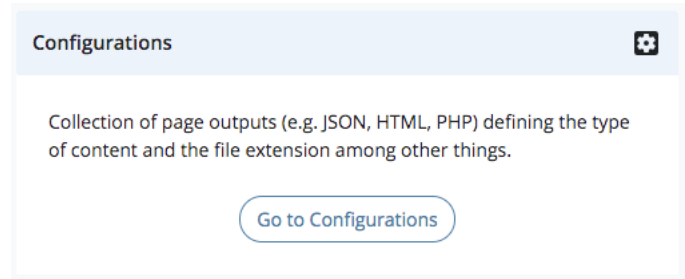 Configurations
Collection of page outputs (e.g. JSON, HTML, PHP) defining the type
of content and the file extension among other things.
Go to Configurations